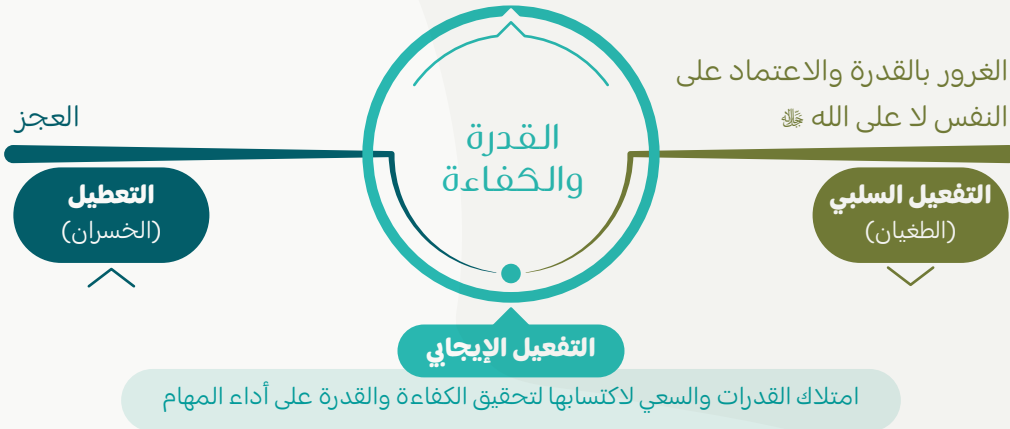 الغرور بالقدرة والاعتماد على
النفس لا على الله ﷻ
التفعيل السلبي
(الطغيان)
القدرة
والكفاءة
العجز
التعطيل
(الخسران)
التفعيل الإيجابي
امتلاك القدرات والسعي لاكتسابها لتحقيق الكفاءة والقدرة على أداء المهام